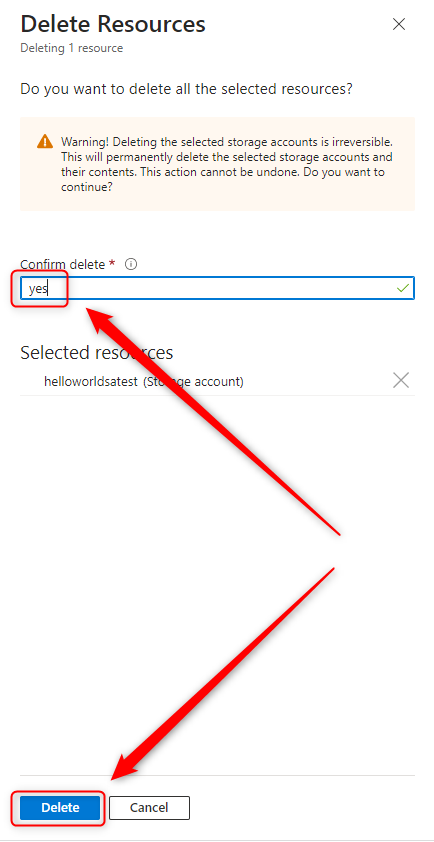 Delete Resources
Deleting 1 resource
Do you want to delete all the selected resources?
Warning! Deleting the selected storage accounts is irreversible.
This will permanently delete the selected storage accounts and
their contents. This action cannot be undone. Do you want to
continue?
Confirm delete *
yes
Selected resources
helloworldsatest (Storage account)
Delete
Cancel